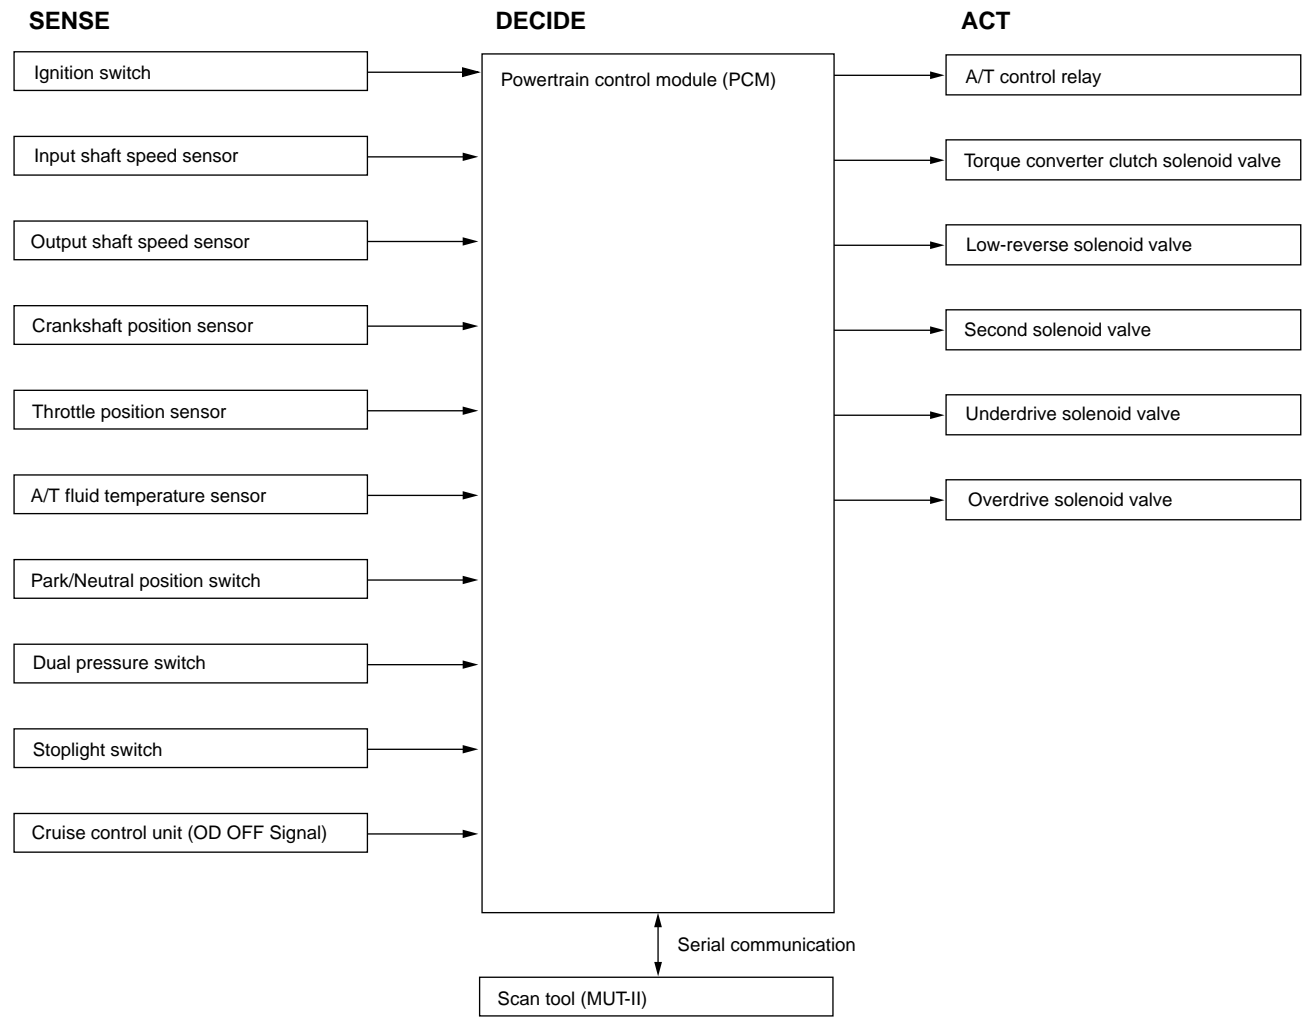 SENSE
DECIDE
ACT
Ignition switch
Input shaft speed sensor
Output shaft speed sensor
Crankshaft position sensor
Throttle position sensor
A/T fluid temperature sensor
Park/Neutral position switch
Dual pressure switch
Stoplight switch
Cruise control unit (OD OFF Signal)
Powertrain control module (PCM)
A/T control relay
Torque converter clutch solenoid valve
Low-reverse solenoid valve
Second solenoid valve
Underdrive solenoid valve
Overdrive solenoid valve
Serial communication
Scan tool (MUT-II)